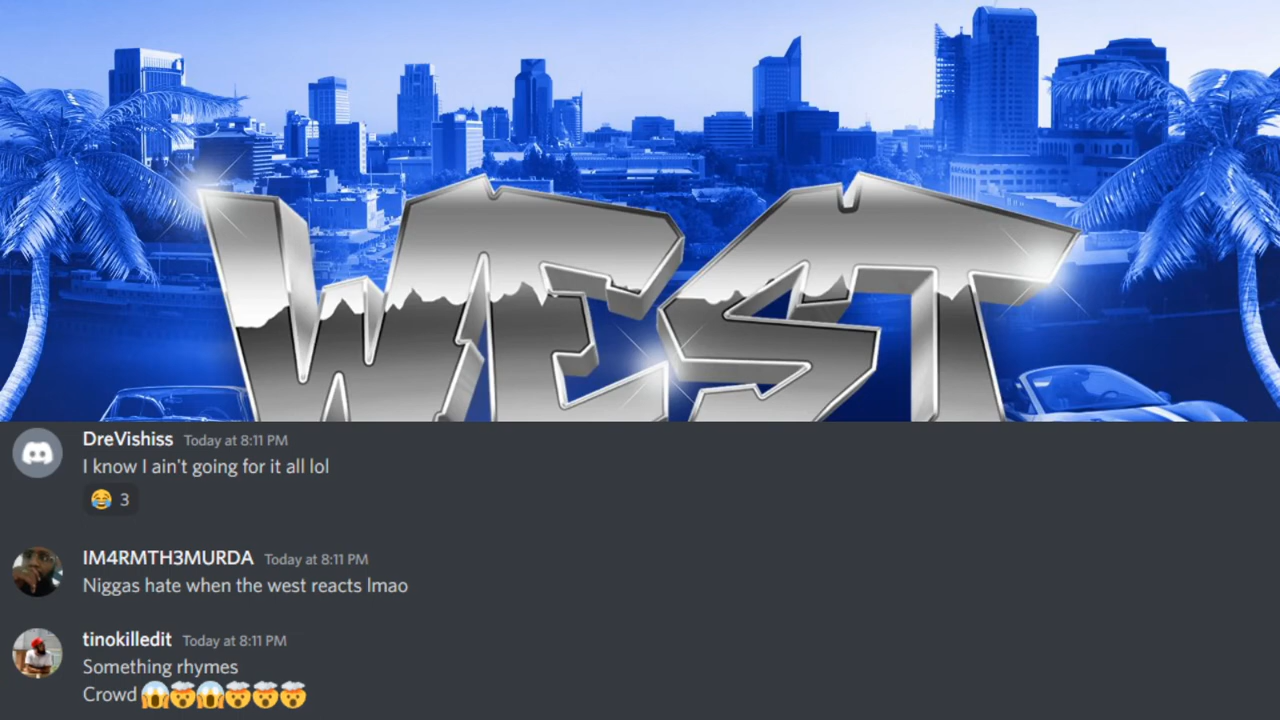 WEST
DreVishiss Today at 8:11 PM
I know I ain't going for it all lol
😂 3
IM4RMTH3MURDA Today at 8:11 PM
Niggas hate when the west reacts lmao
tinokilledit Today at 8:11 PM
Something rhymes
Crowd 😱🤯😱🤯🤯🤯